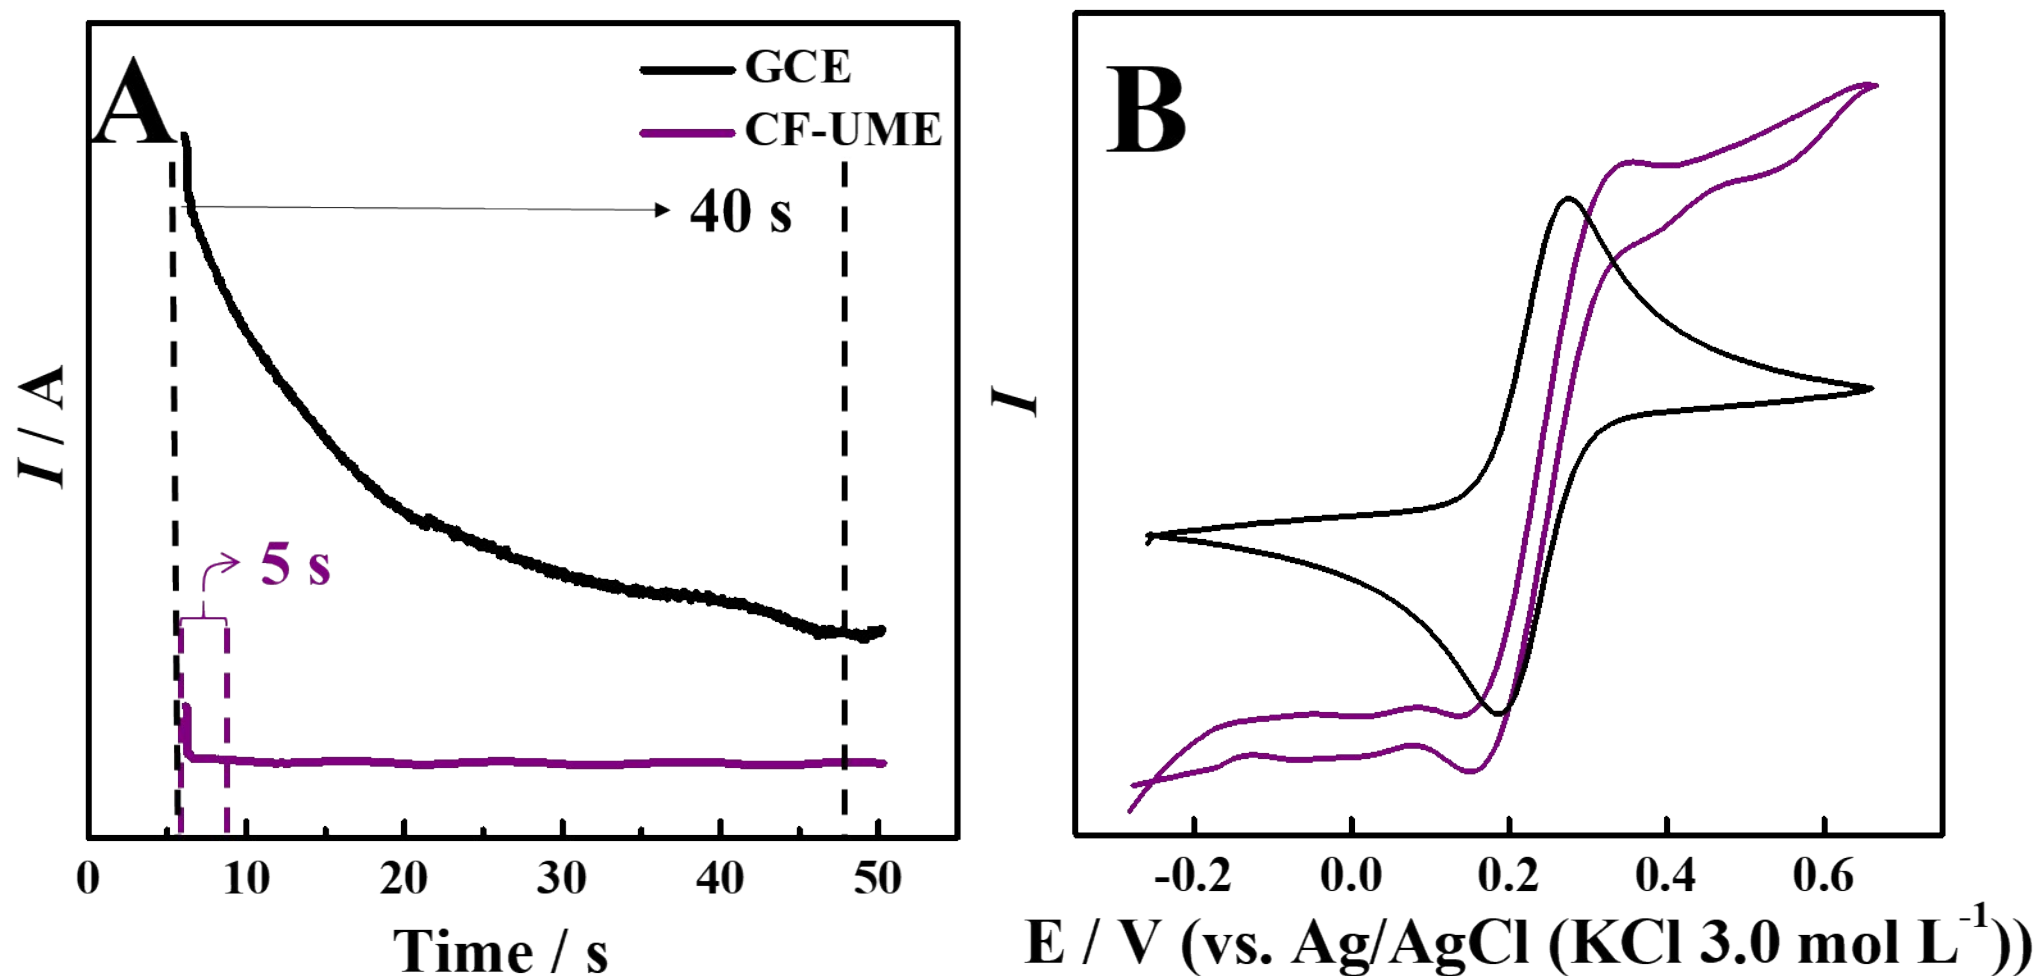 A
GCE
CF-UME
40 s
5 s
I / A
0 10 20 30 40 50
Time / s
B
I
-0.2 0.0 0.2 0.4 0.6
E / V (vs. Ag/AgCl (KCl 3.0 mol L⁻¹))